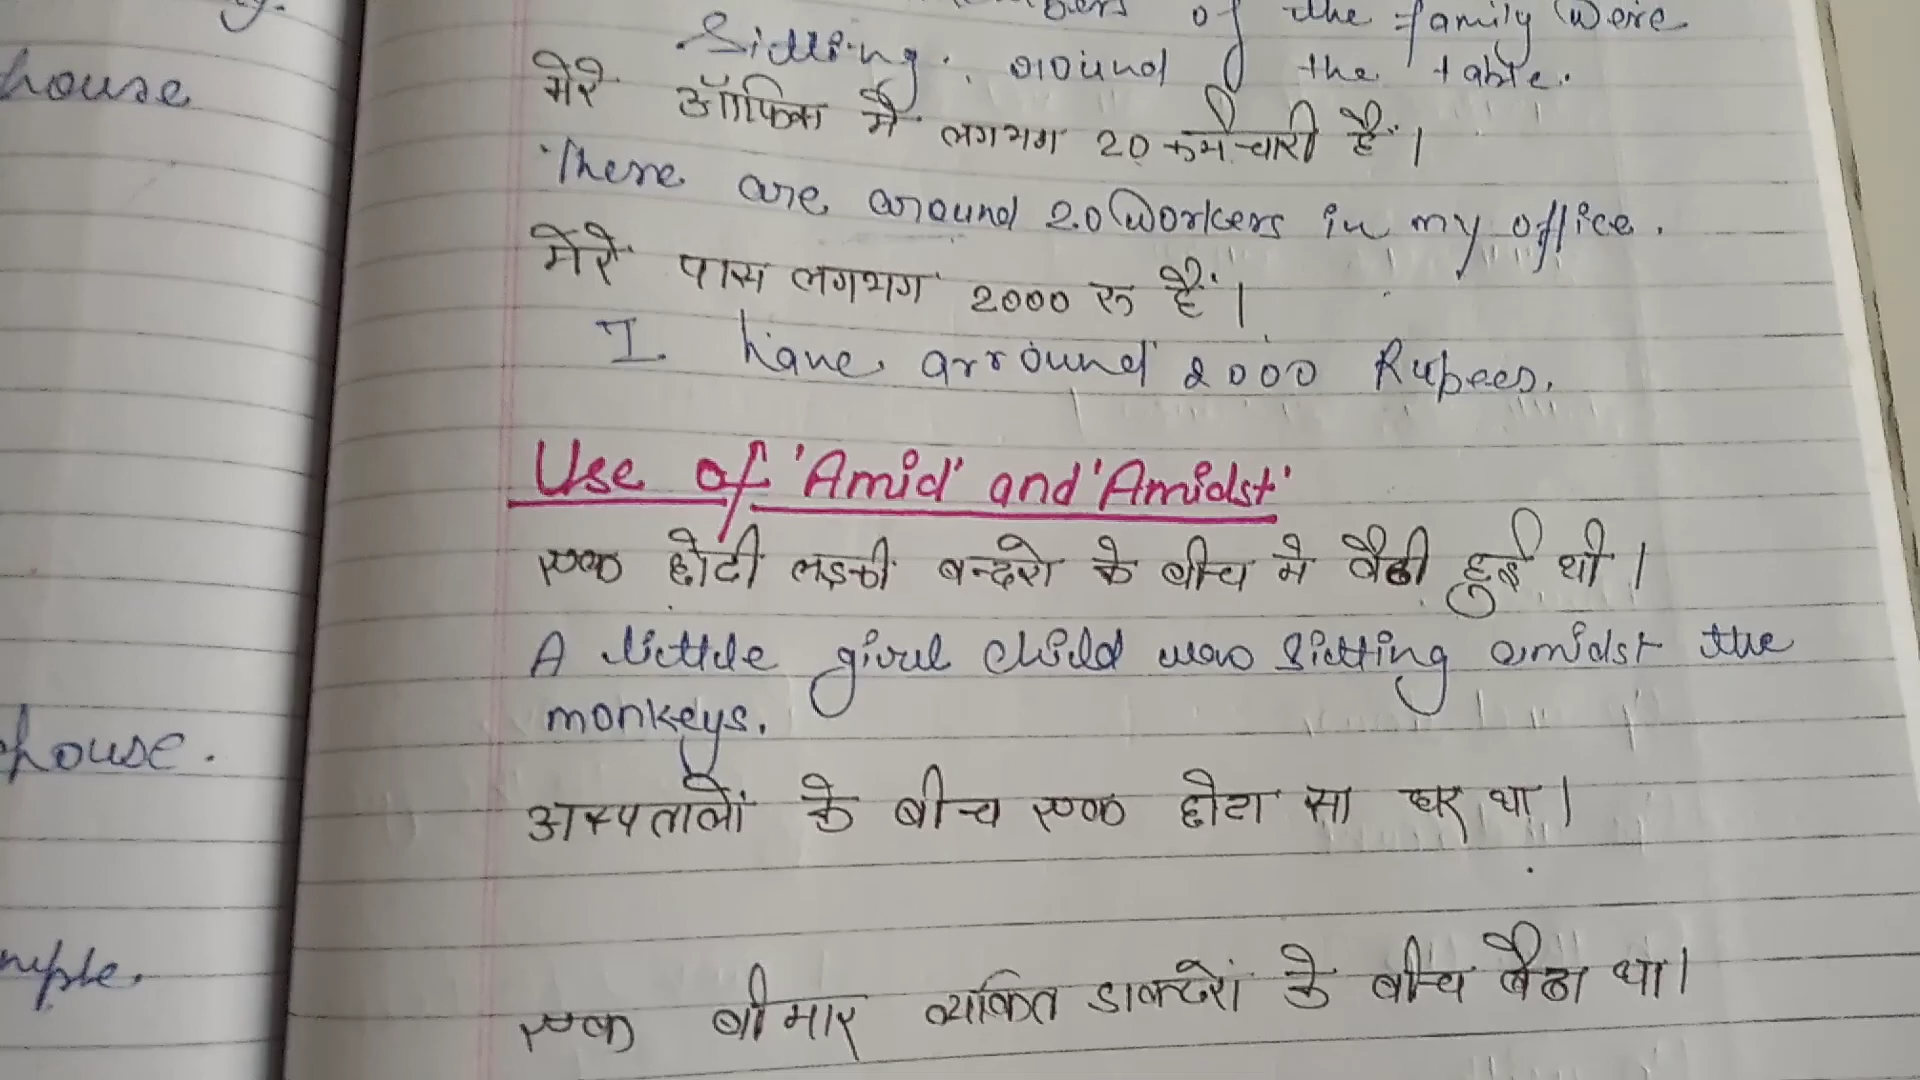 house
house.
of the family were
Sitting around the table.
मेरे ऑफिस में लगभग 20 कर्मचारी हैं।
There are around 20 Workers in my office.
मेरे पास लगभग 2000 रु हैं।
I have arround 2000 Rupees.
Use of 'Amid' and 'Amidst'
एक छोटी लड़की बन्दरो के बीच मे बैठी हुई थी।
A little girl child was Sitting amidst the
monkeys.
अस्पतालों के बीच एक छोटा सा घर था।
एक बीमार व्यक्ति डाक्टरों के बीच बैठा था।